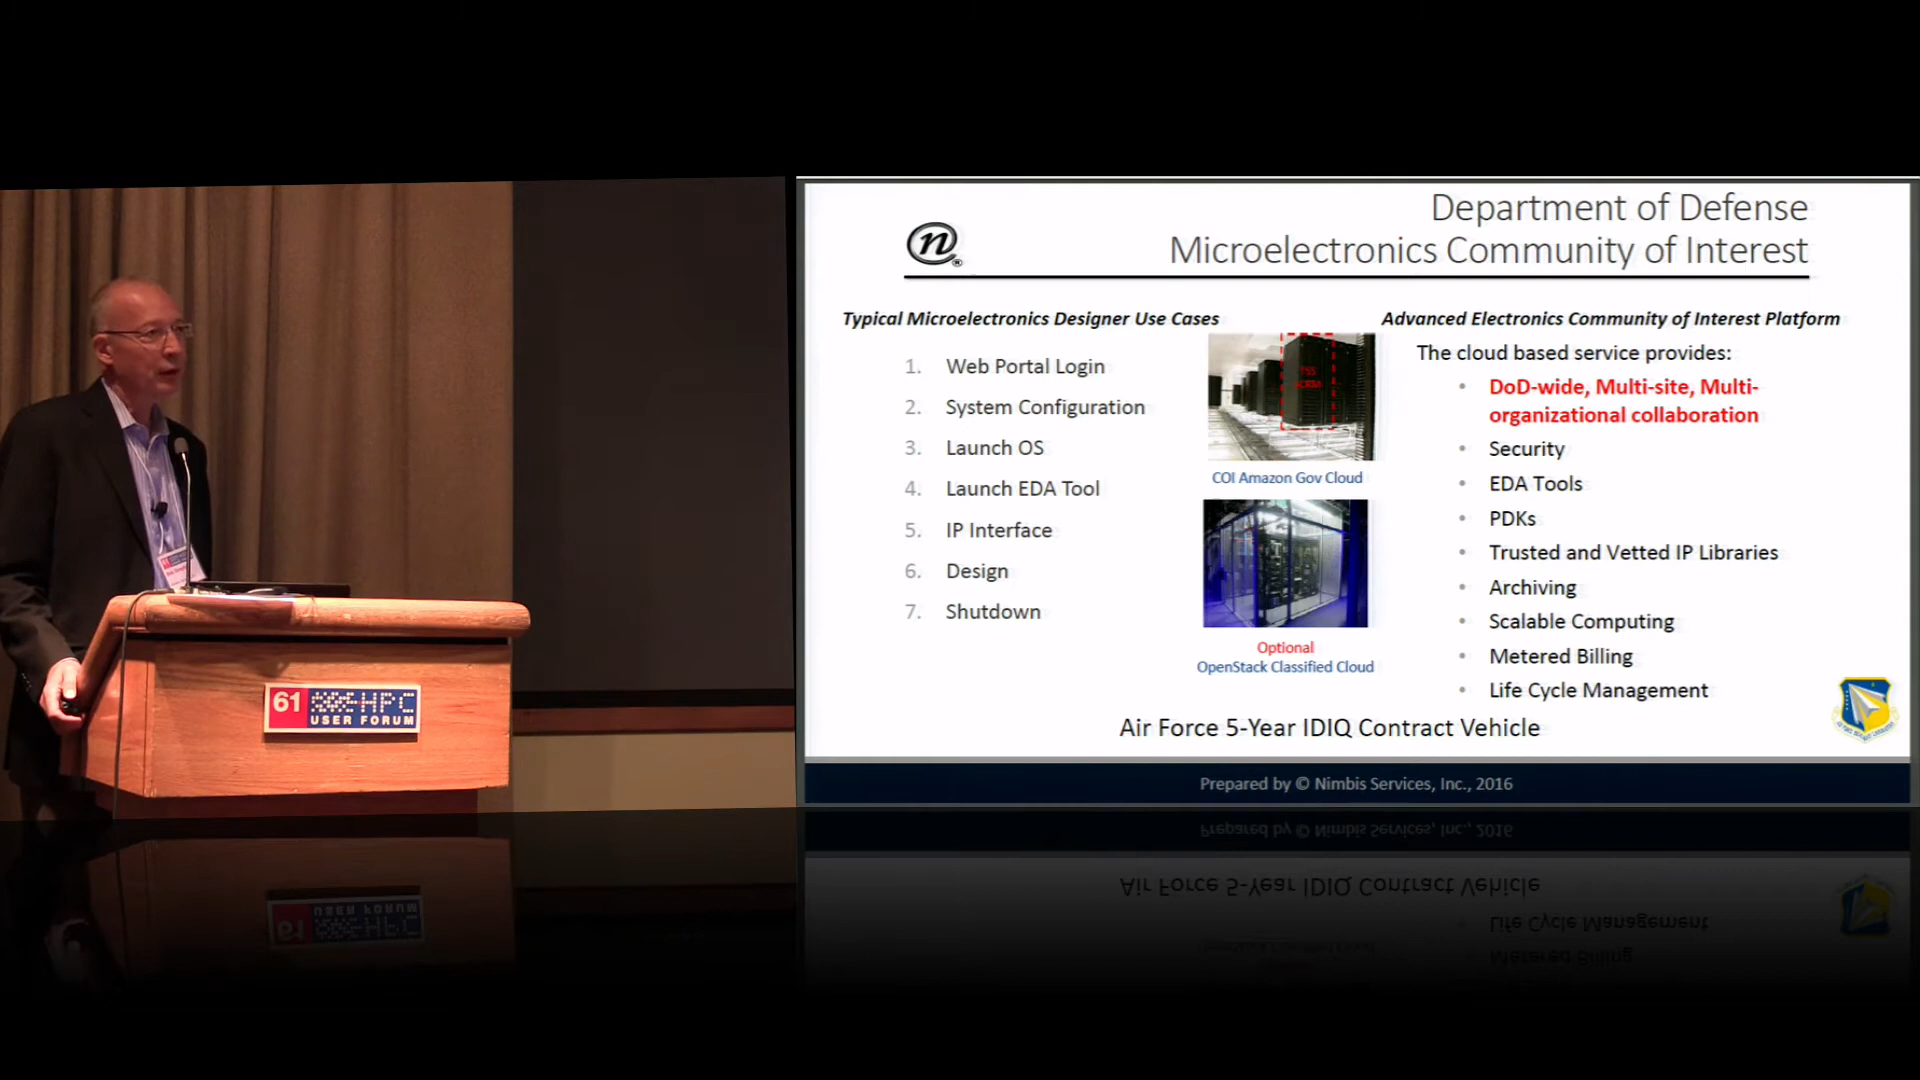 Department of Defense
Microelectronics Community of Interest
n
®
Typical Microelectronics Designer Use Cases
1. Web Portal Login
2. System Configuration
3. Launch OS
4. Launch EDA Tool
5. IP Interface
6. Design
7. Shutdown
COI Amazon Gov Cloud
Optional
OpenStack Classified Cloud
Advanced Electronics Community of Interest Platform
The cloud based service provides:
• DoD-wide, Multi-site, Multi-
organizational collaboration
• Security
• EDA Tools
• PDKs
• Trusted and Vetted IP Libraries
• Archiving
• Scalable Computing
• Metered Billing
• Life Cycle Management
Air Force 5-Year IDIQ Contract Vehicle
Prepared by © Nimbis Services, Inc., 2016
61 HPC
USER FORUM